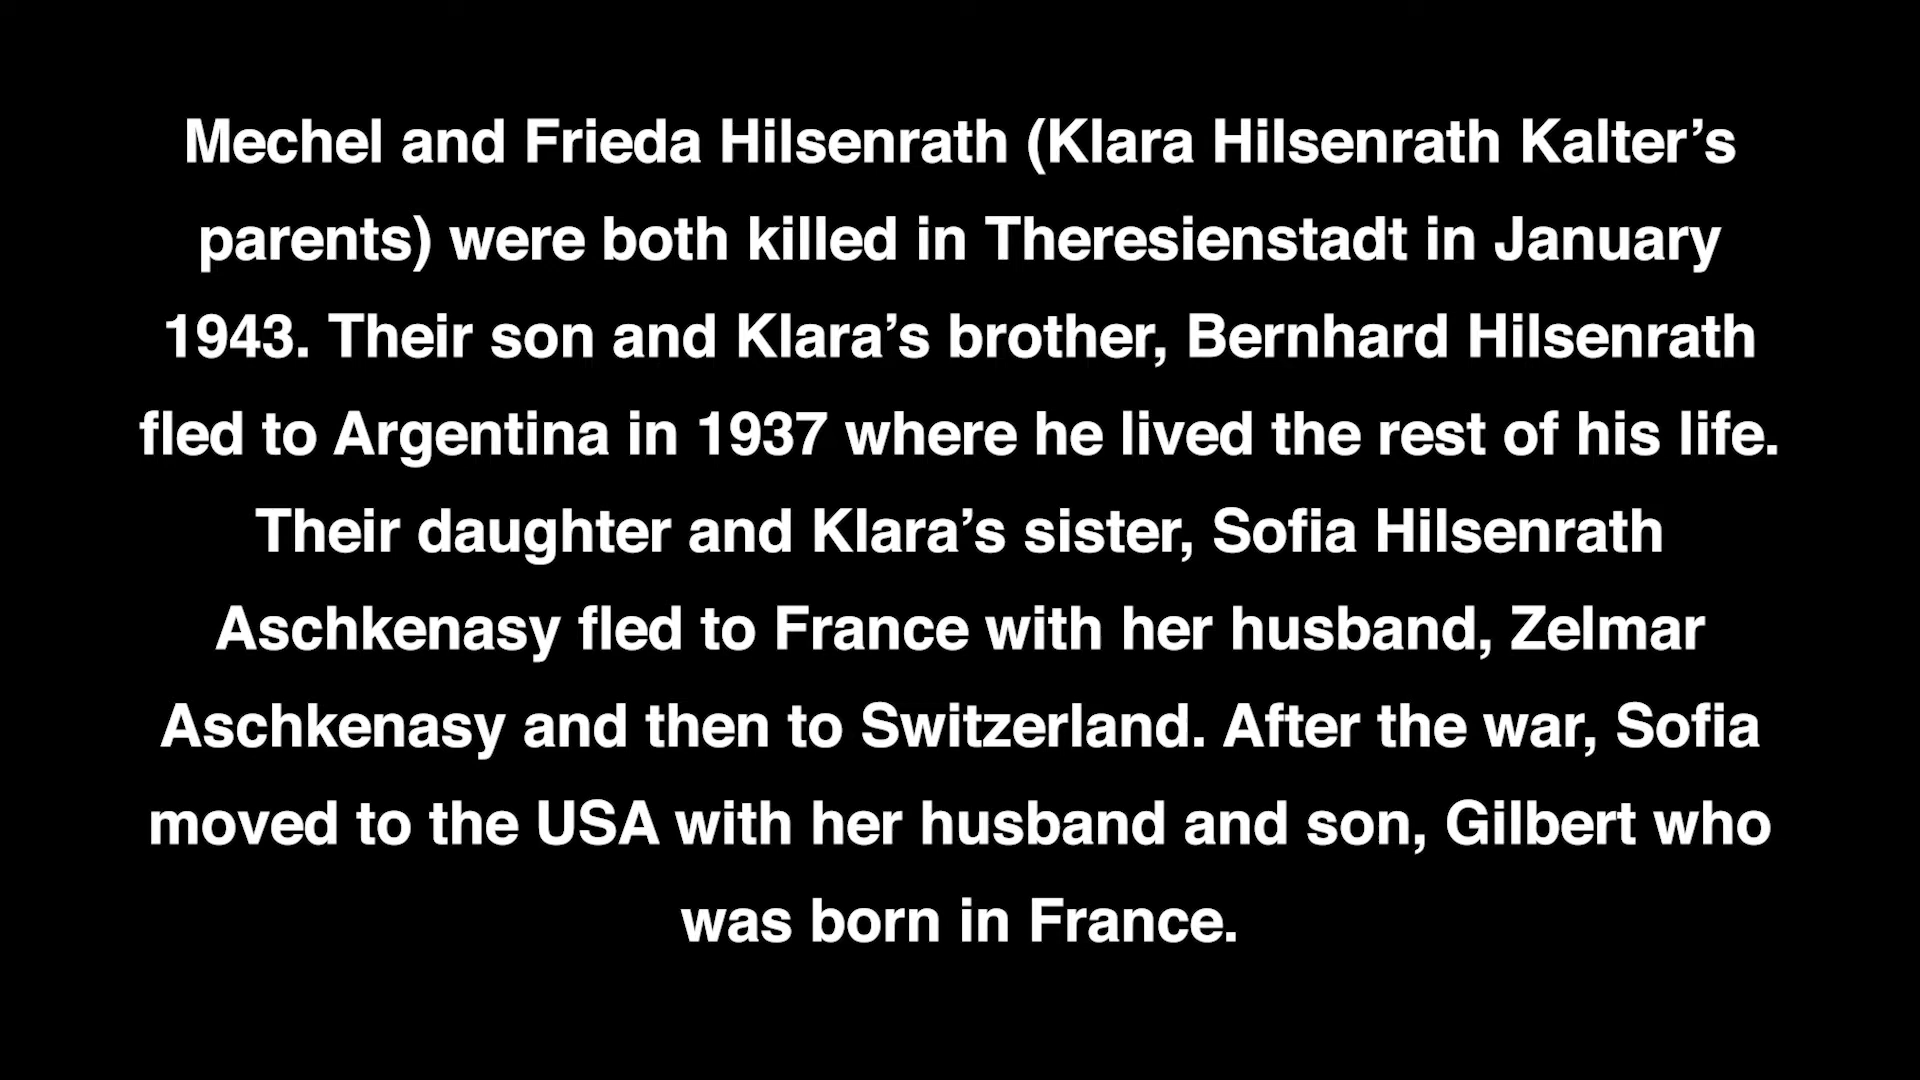 Mechel and Frieda Hilsenrath (Klara Hilsenrath Kalter’s
parents) were both killed in Theresienstadt in January
1943. Their son and Klara’s brother, Bernhard Hilsenrath
fled to Argentina in 1937 where he lived the rest of his life.
Their daughter and Klara’s sister, Sofia Hilsenrath
Aschkenasy fled to France with her husband, Zelmar
Aschkenasy and then to Switzerland. After the war, Sofia
moved to the USA with her husband and son, Gilbert who
was born in France.